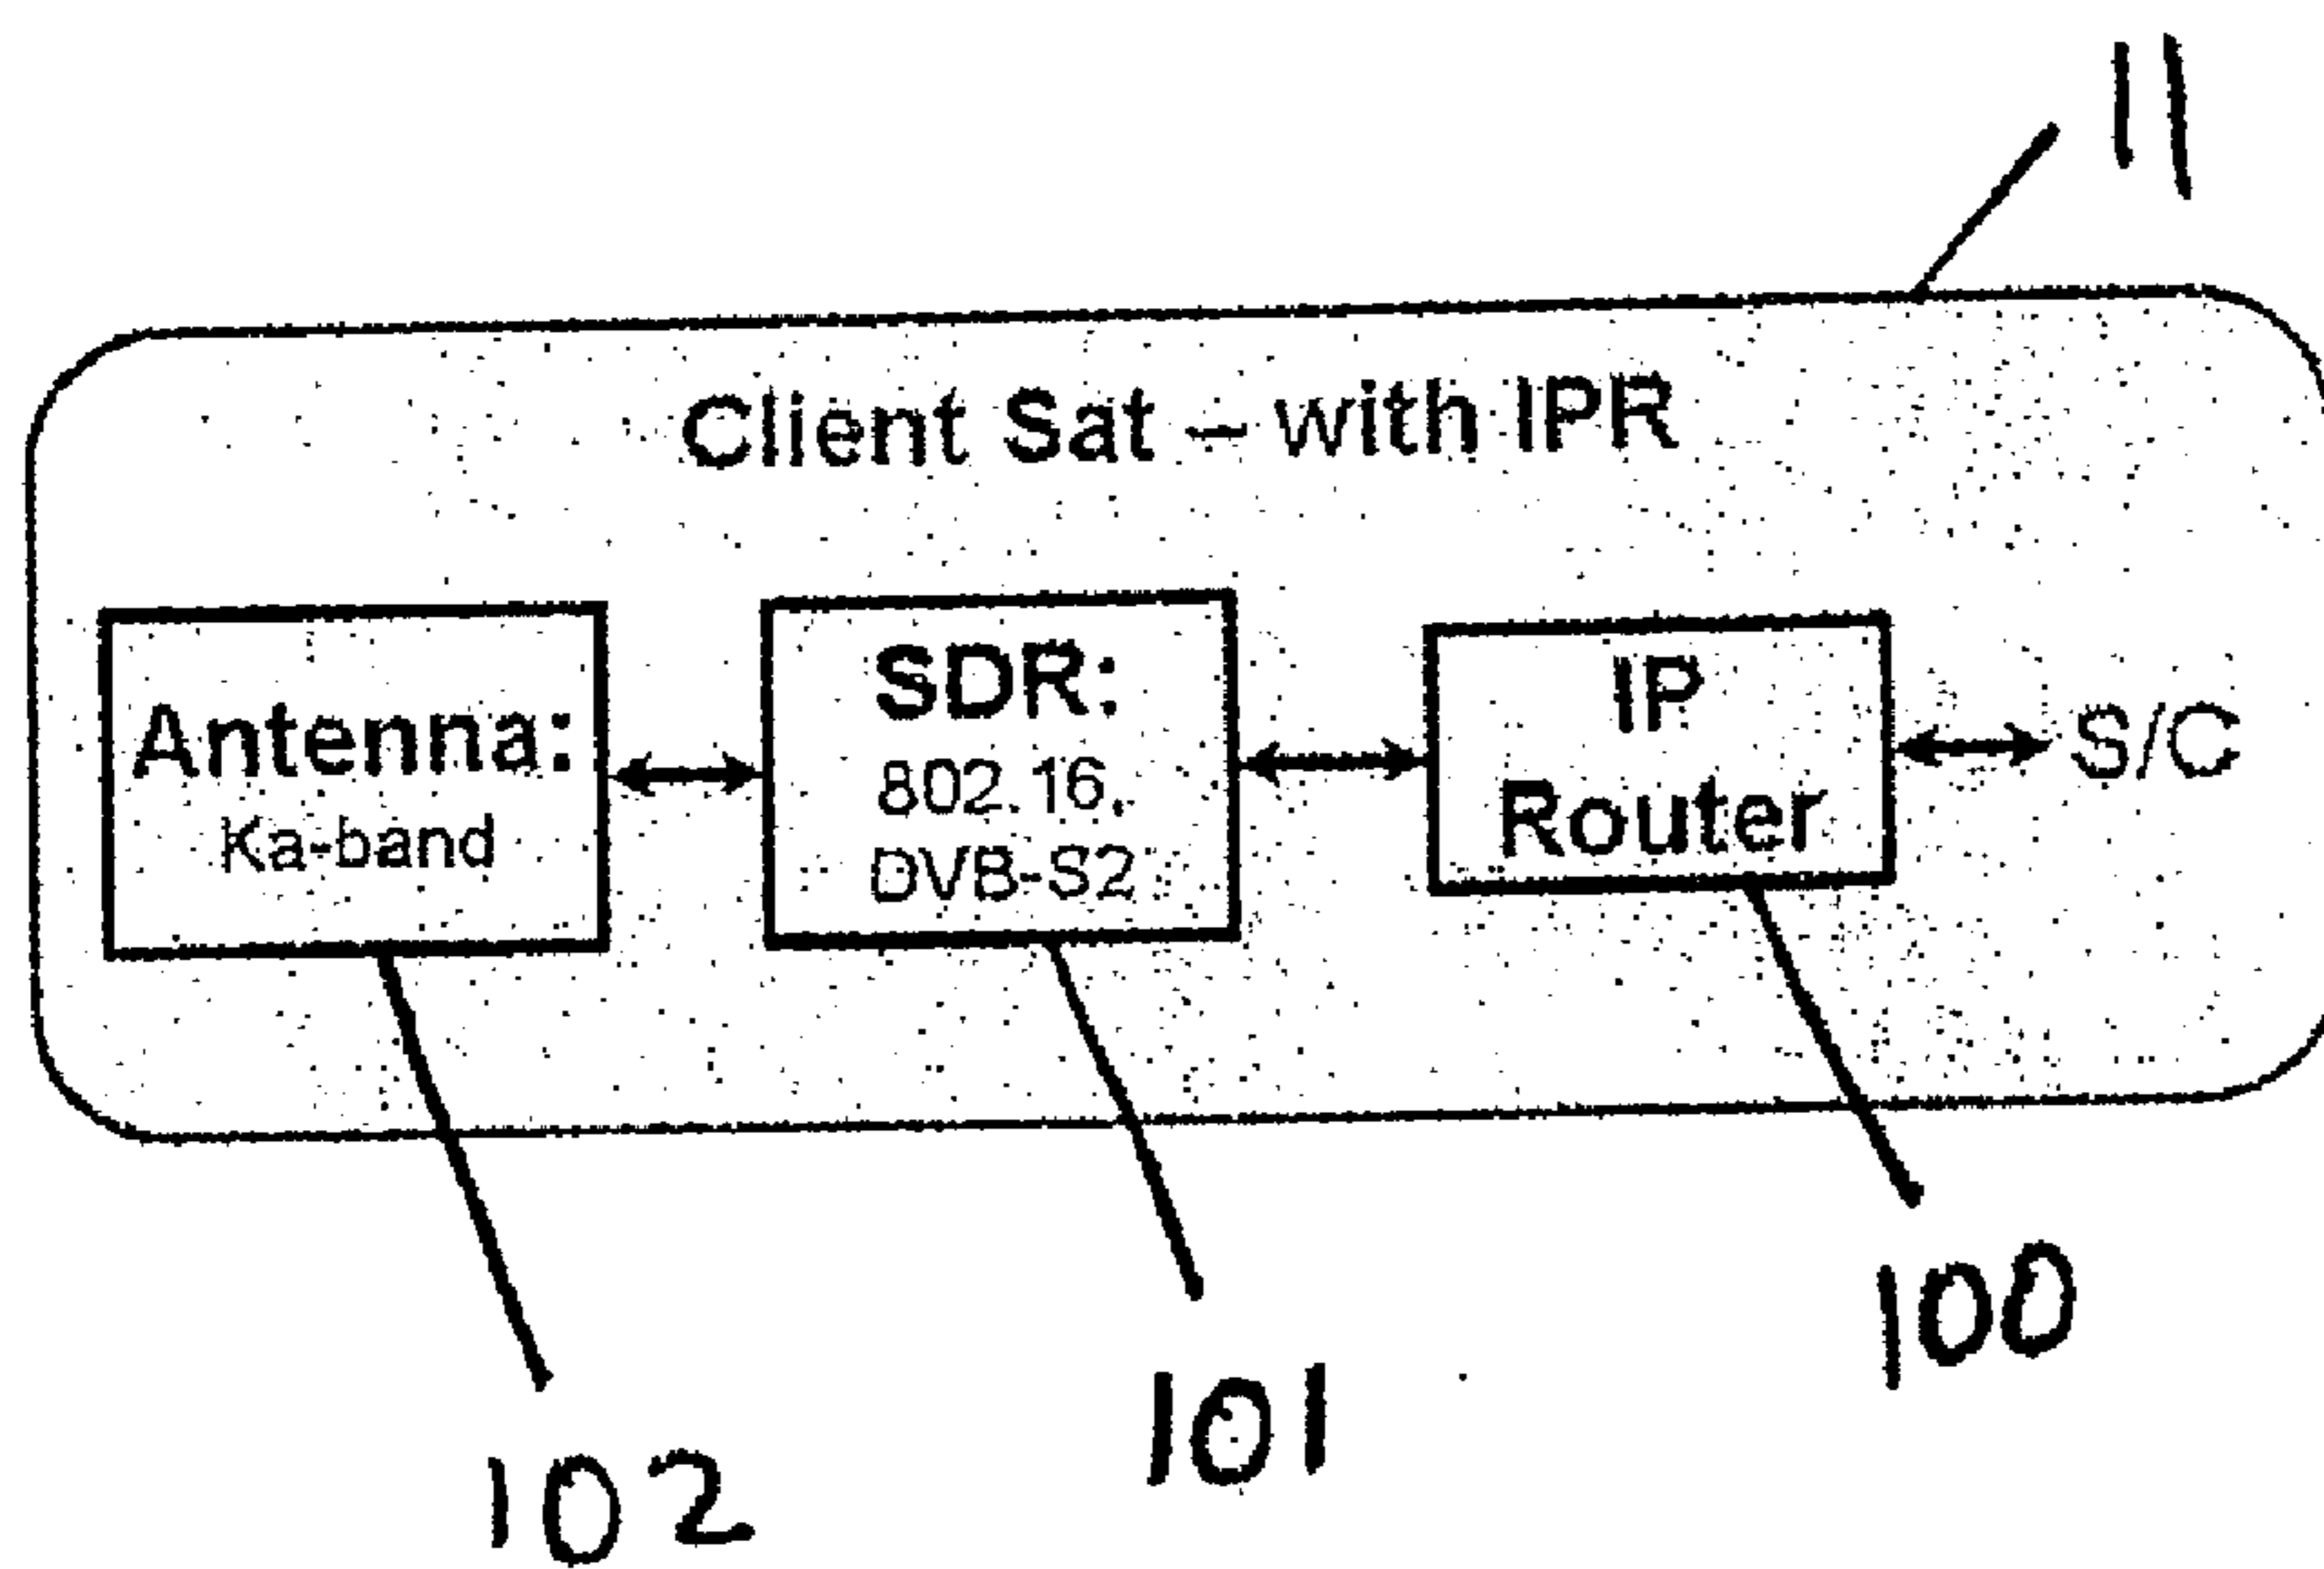 11
Client Sat – with IPR
Antenna:
Ka-band
SDR:
802.16,
DVB-S2
IP
Router
S/C
102
101
100